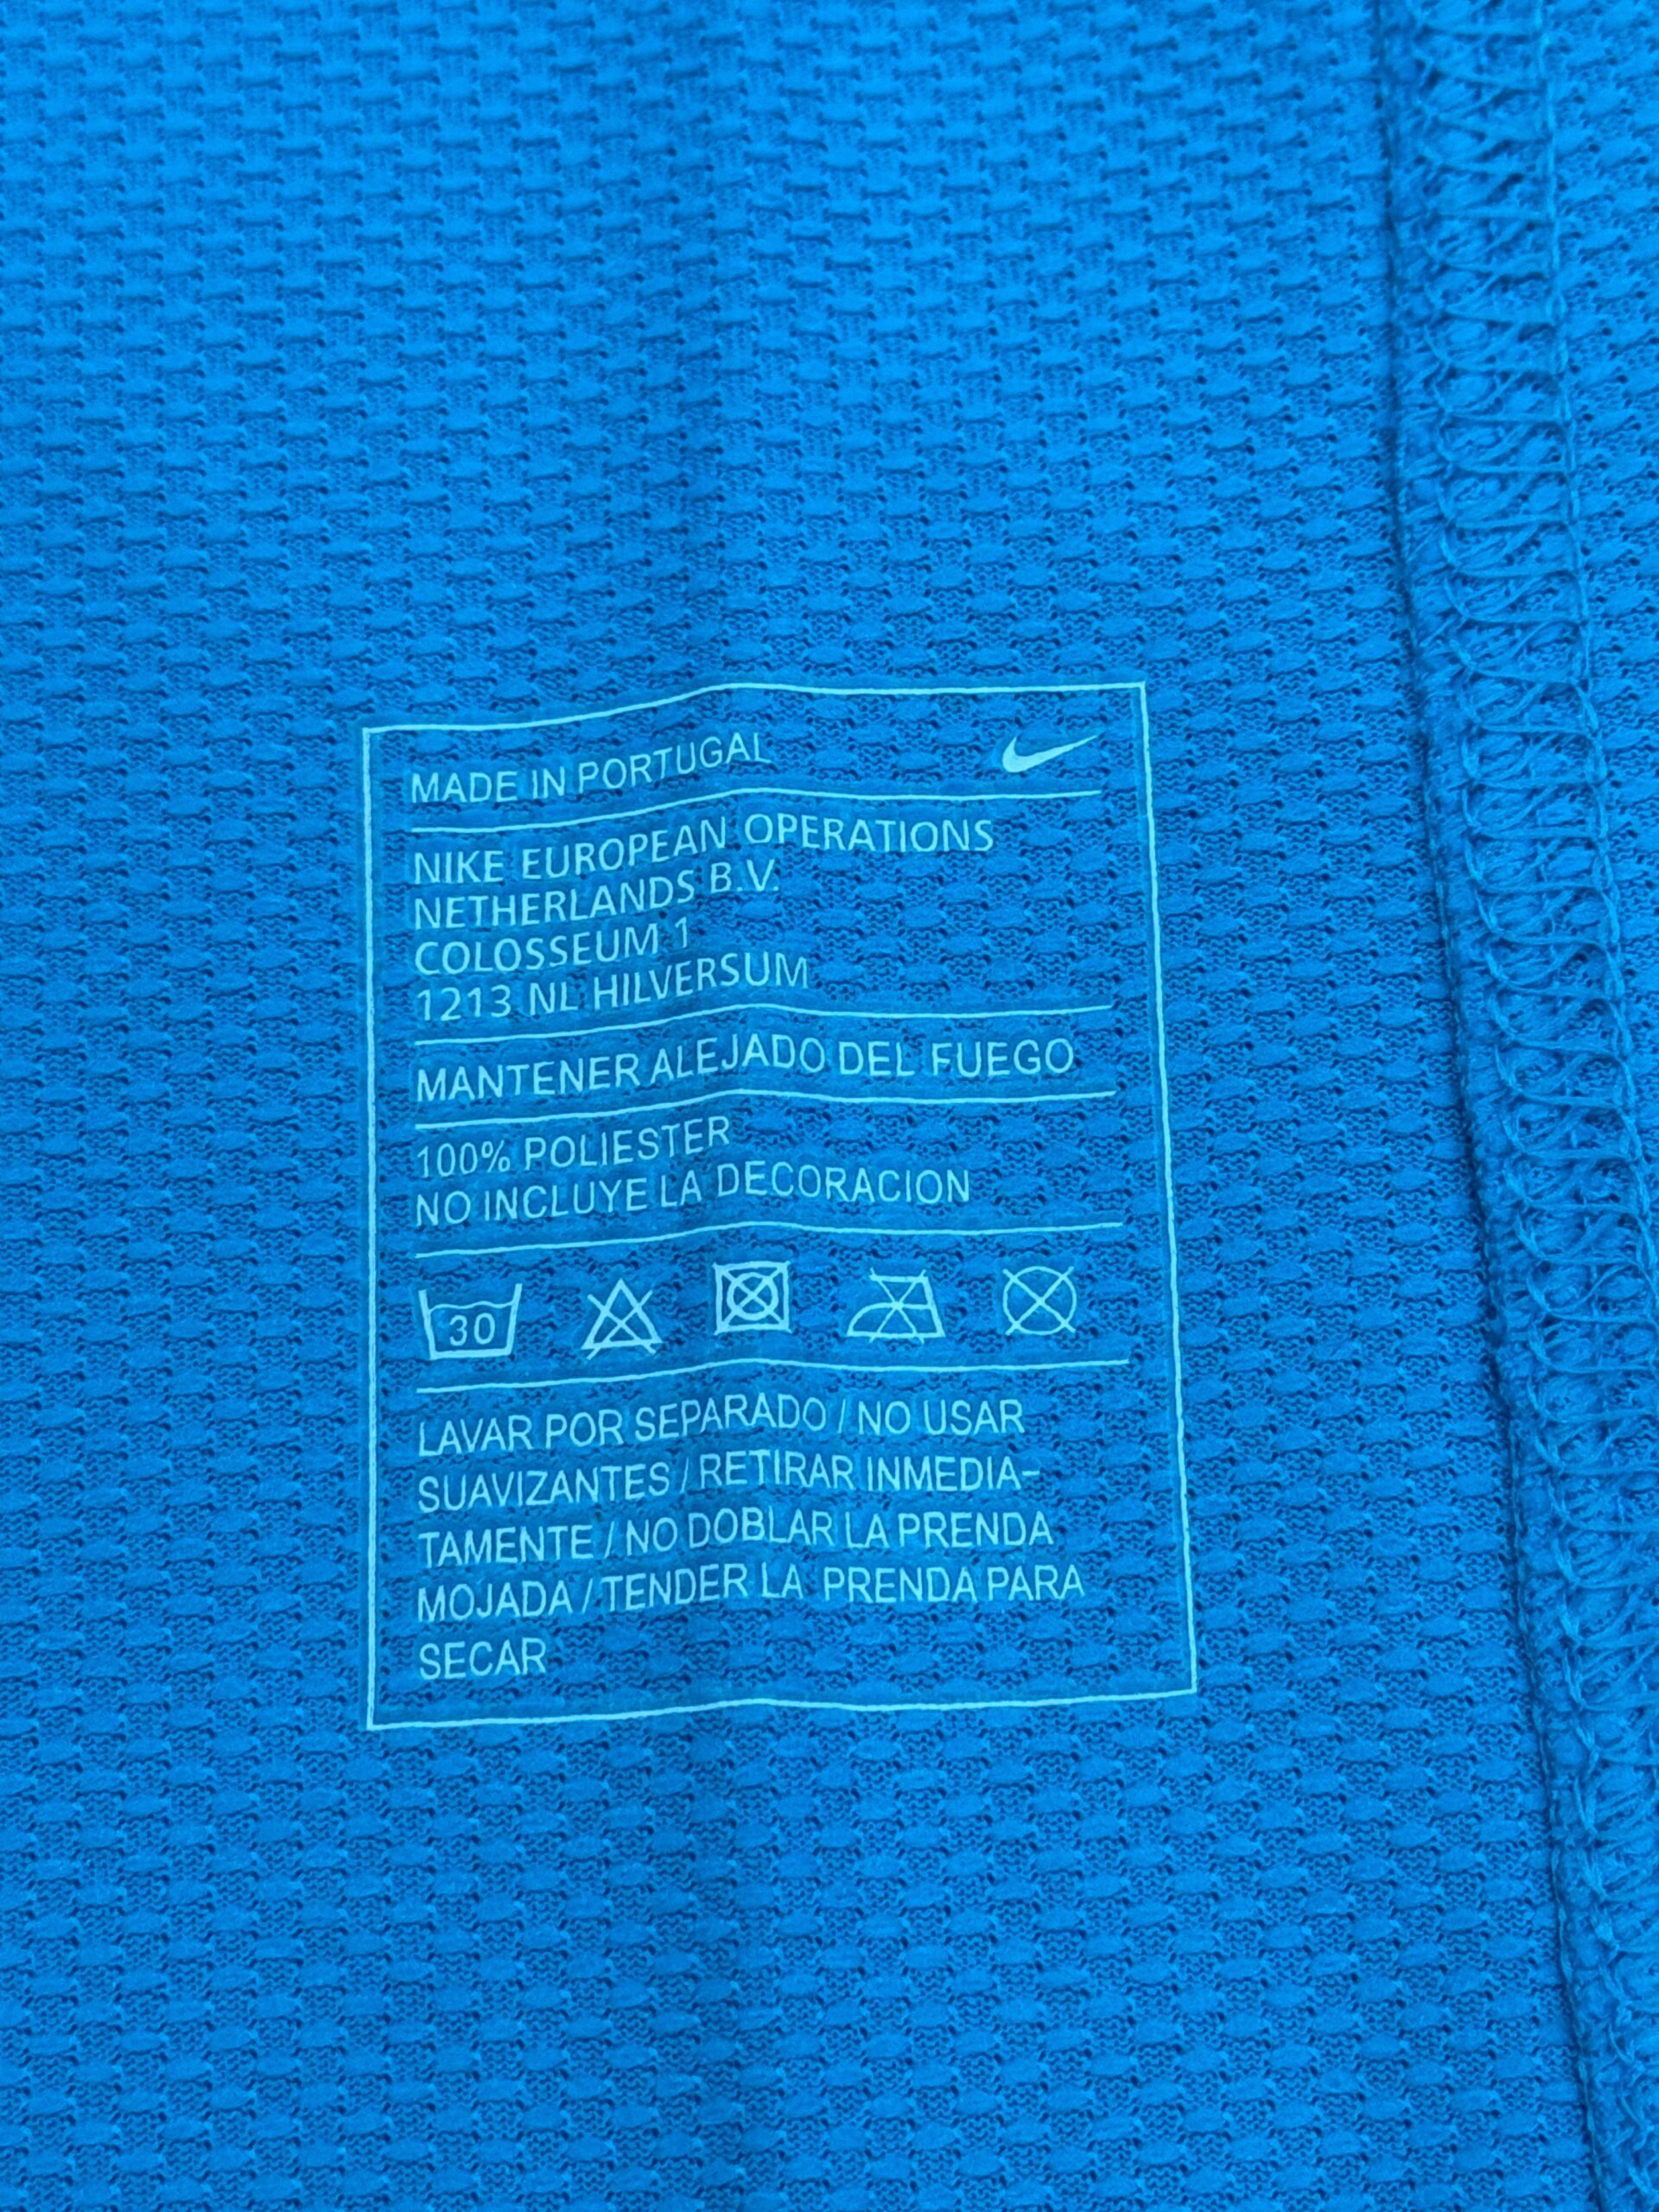 MADE IN PORTUGAL
NIKE EUROPEAN OPERATIONS
NETHERLANDS B.V.
COLOSSEUM 1
1213 NL HILVERSUM
MANTENER ALEJADO DEL FUEGO
100% POLIESTER
NO INCLUYE LA DECORACION
30
LAVAR POR SEPARADO / NO USAR
SUAVIZANTES / RETIRAR INMEDIA-
TAMENTE / NO DOBLAR LA PRENDA
MOJADA / TENDER LA PRENDA PARA
SECAR